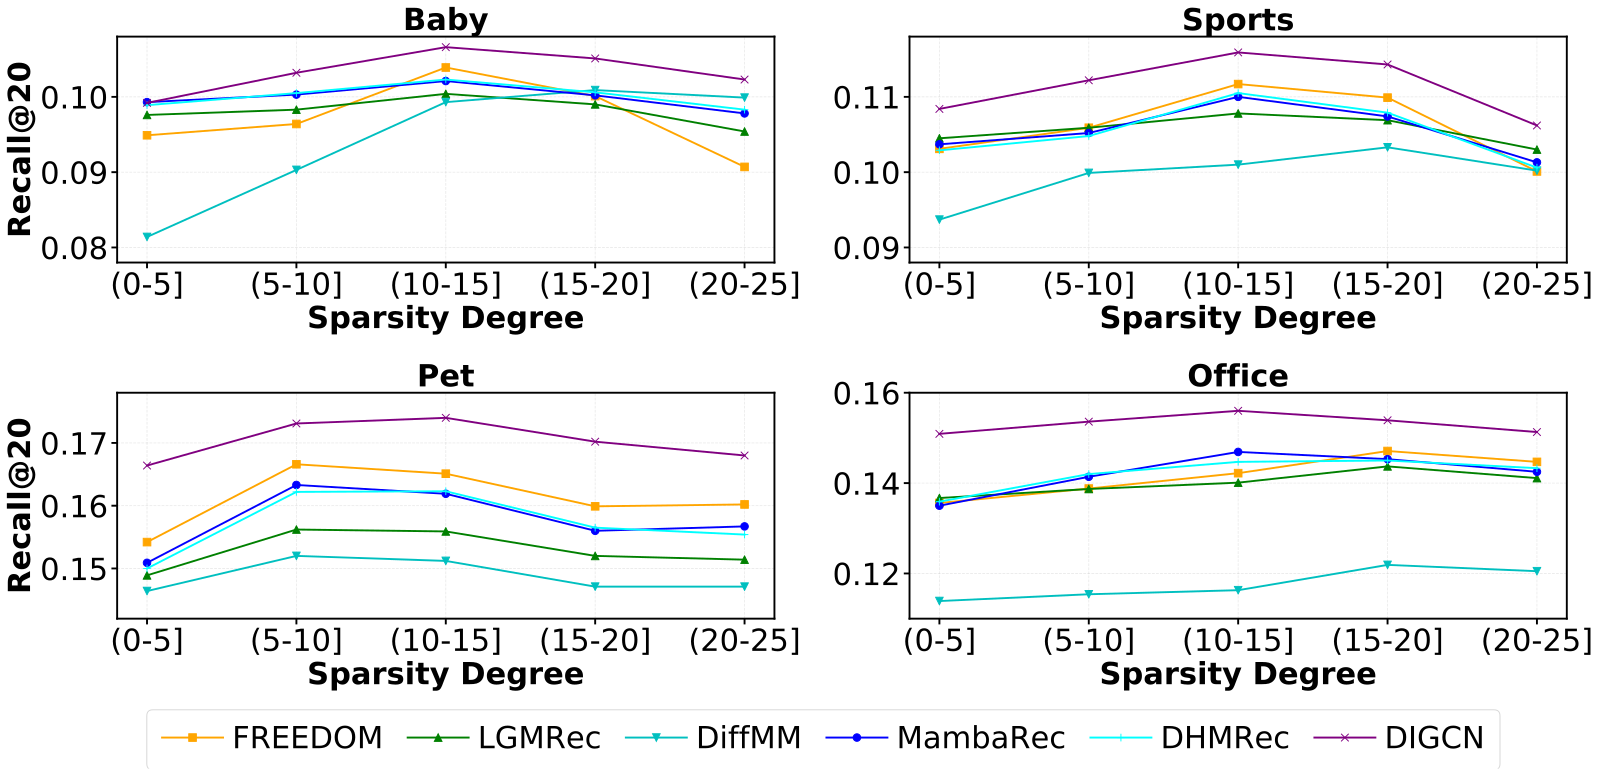 Baby
Recall@20
0.10
0.09
0.08
(0-5] (5-10] (10-15] (15-20] (20-25]
Sparsity Degree
Sports
0.11
0.10
0.09
(0-5] (5-10] (10-15] (15-20] (20-25]
Sparsity Degree
Pet
Recall@20
0.17
0.16
0.15
(0-5] (5-10] (10-15] (15-20] (20-25]
Sparsity Degree
Office
0.16
0.14
0.12
(0-5] (5-10] (10-15] (15-20] (20-25]
Sparsity Degree
FREEDOM LGMRec DiffMM MambaRec DHMRec DIGCN